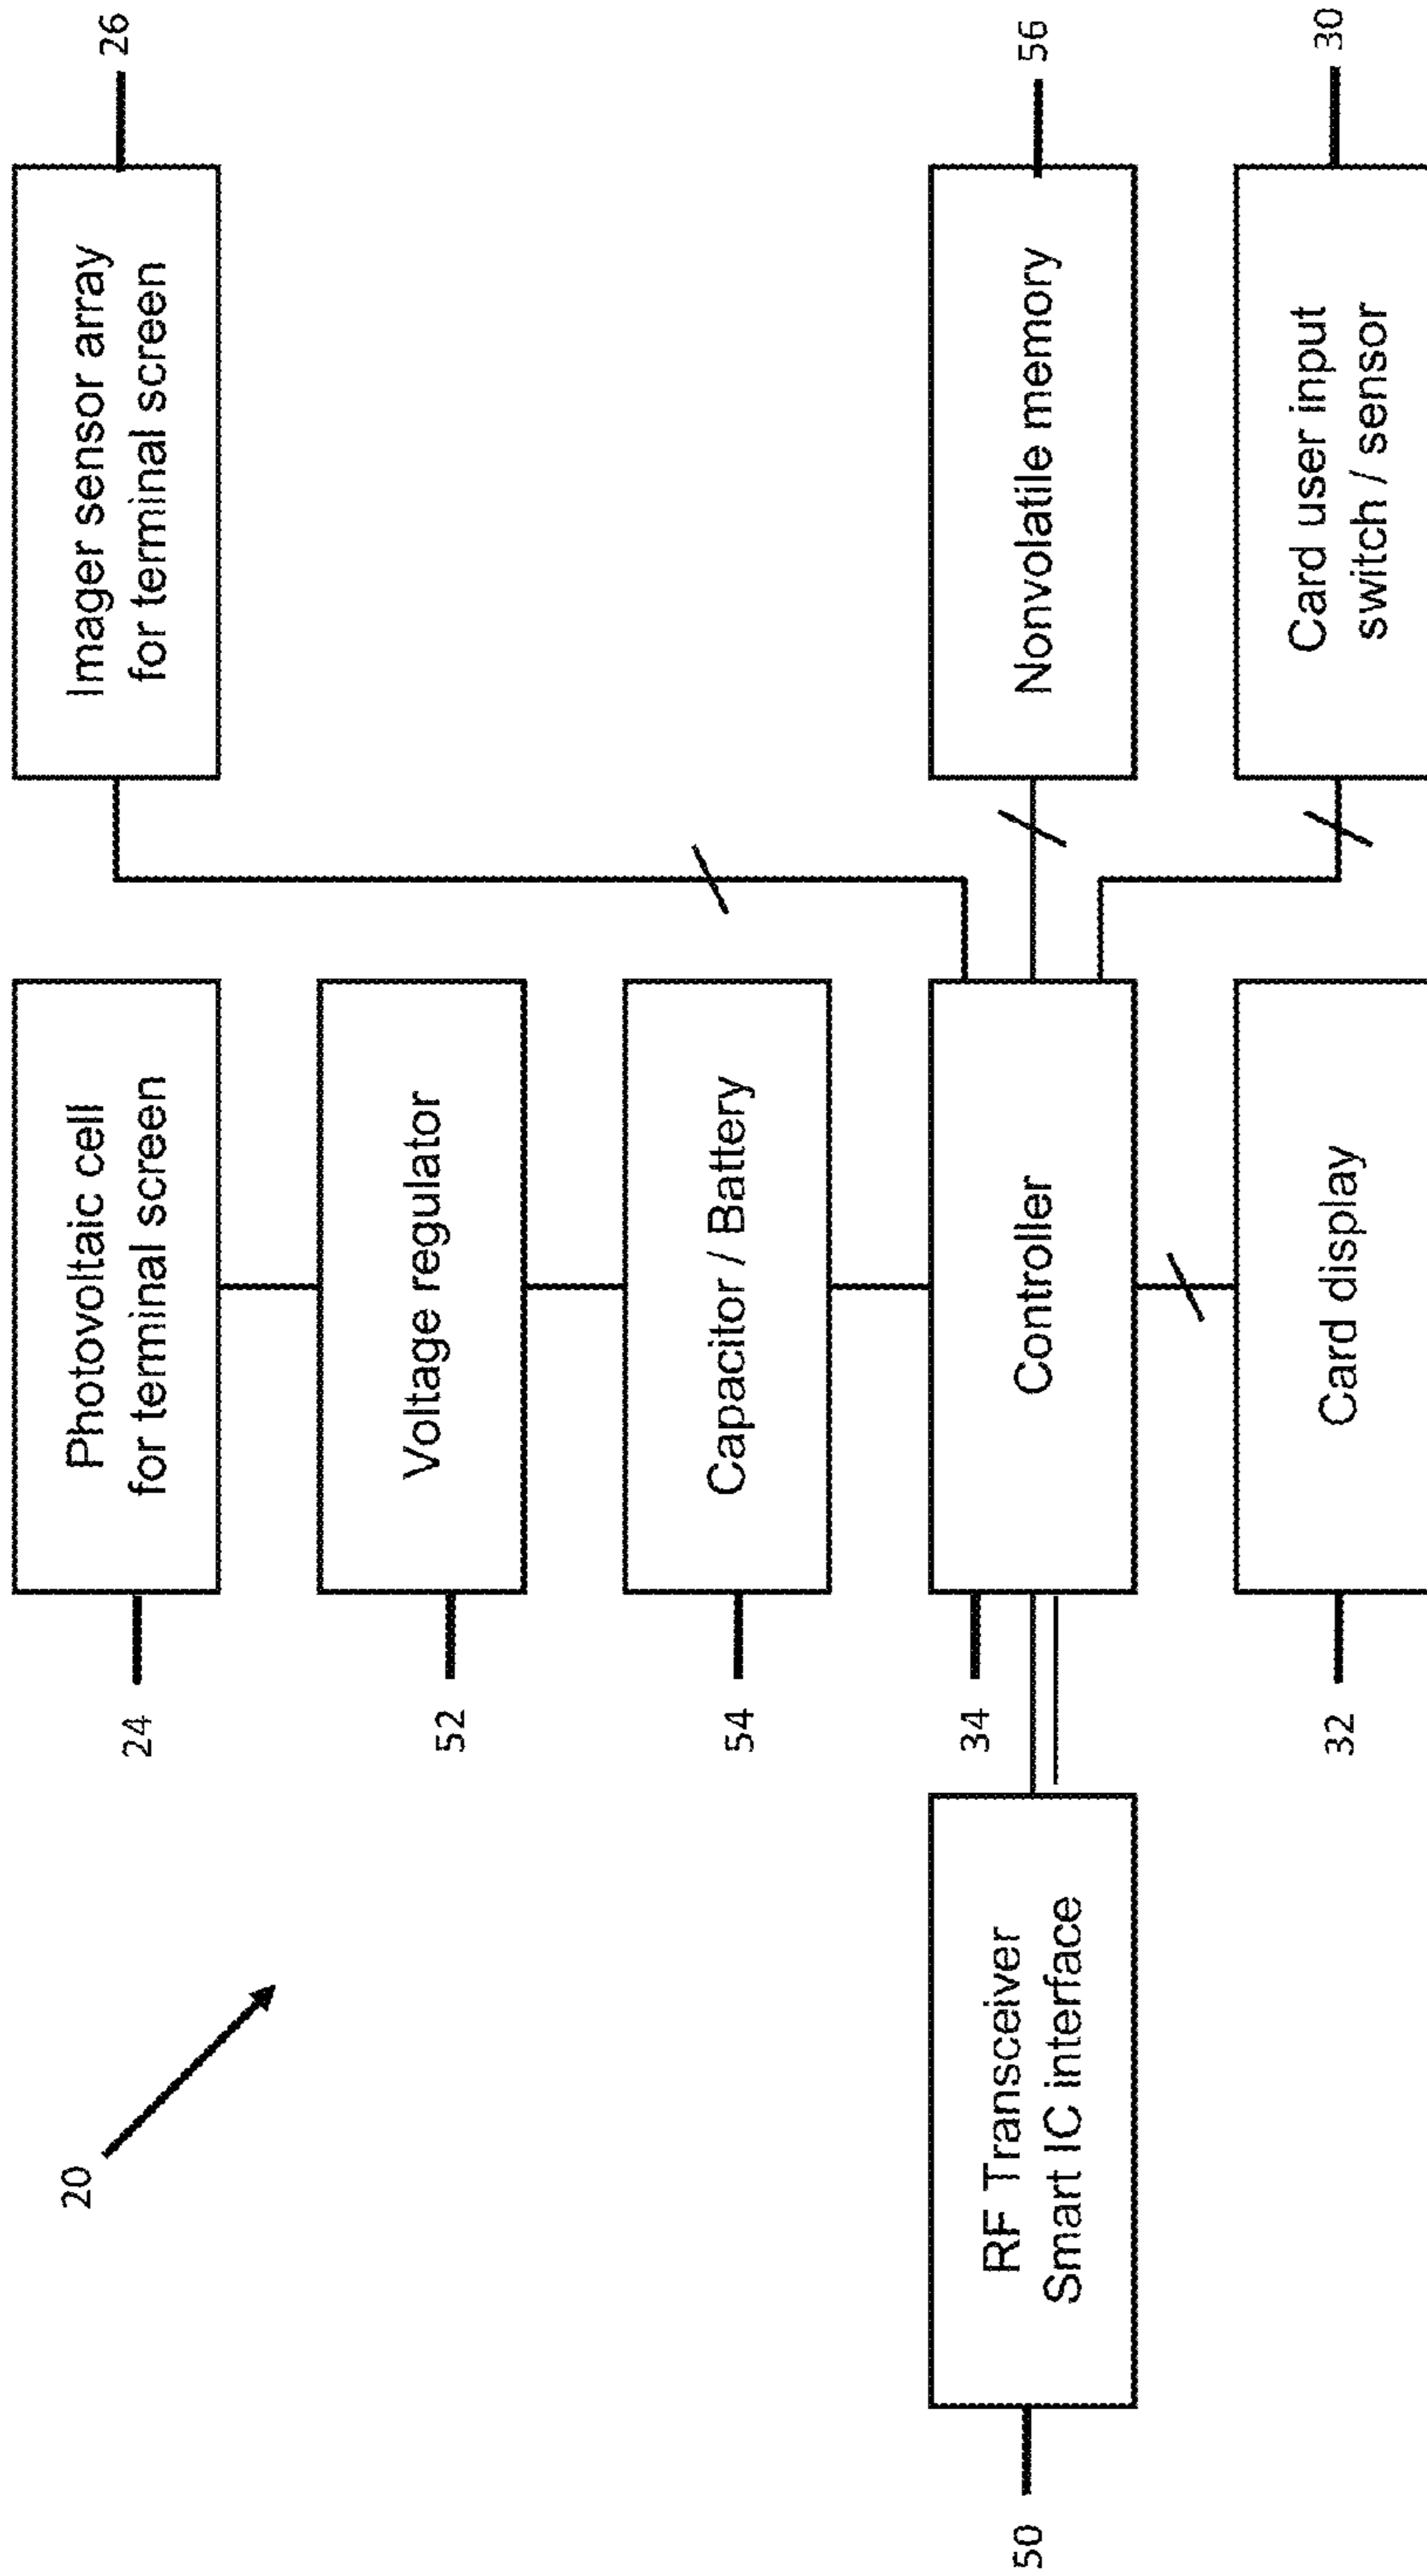 20
24
Photovoltaic cell
for terminal screen
Imager sensor array
for terminal screen
26
52
Voltage regulator
54
Capacitor / Battery
50
RF Transceiver
Smart IC interface
34
Controller
Nonvolatile memory
56
32
Card display
Card user input
switch / sensor
30